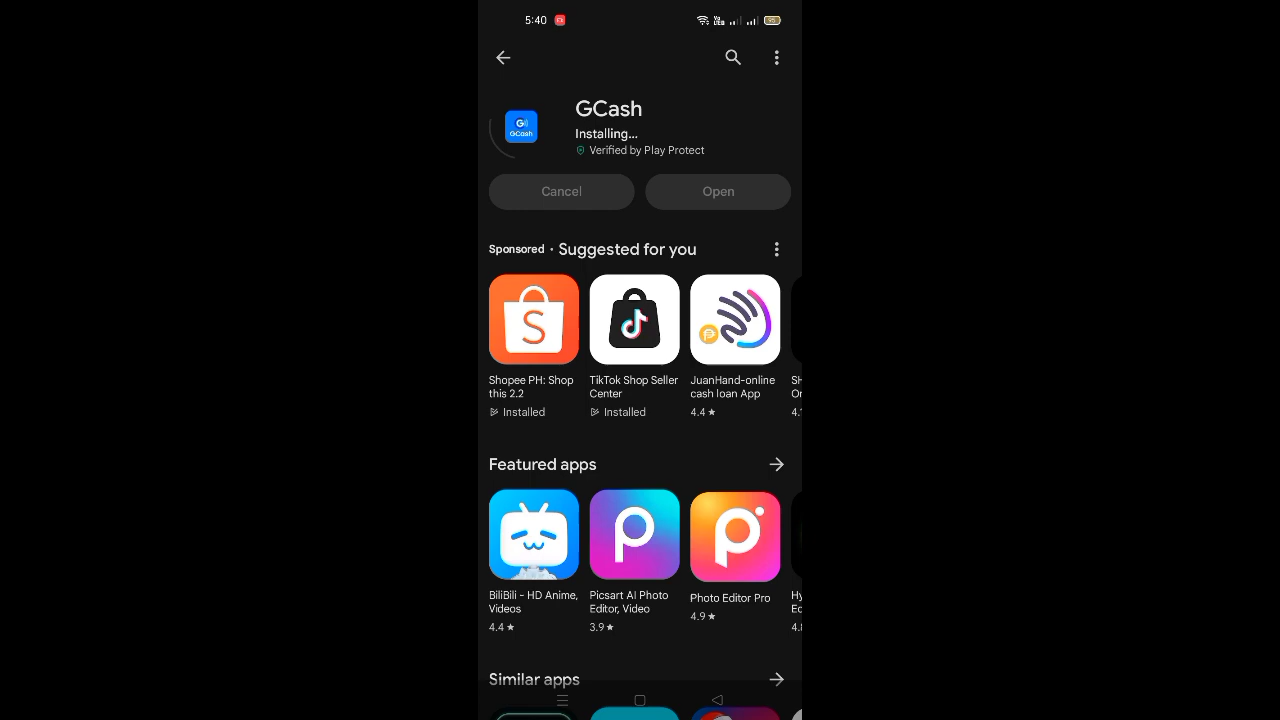 5:40
GCash
Installing...
Verified by Play Protect
G
GCash
Cancel
Open
Sponsored · Suggested for you
S
Shopee PH: Shop
this 2.2
Installed
TikTok Shop Seller
Center
Installed
JuanHand-online
cash loan App
4.4★
Featured apps
BiliBili - HD Anime,
Videos
4.4★
Picsart AI Photo
Editor, Video
3.9★
Photo Editor Pro
4.9★
Similar apps